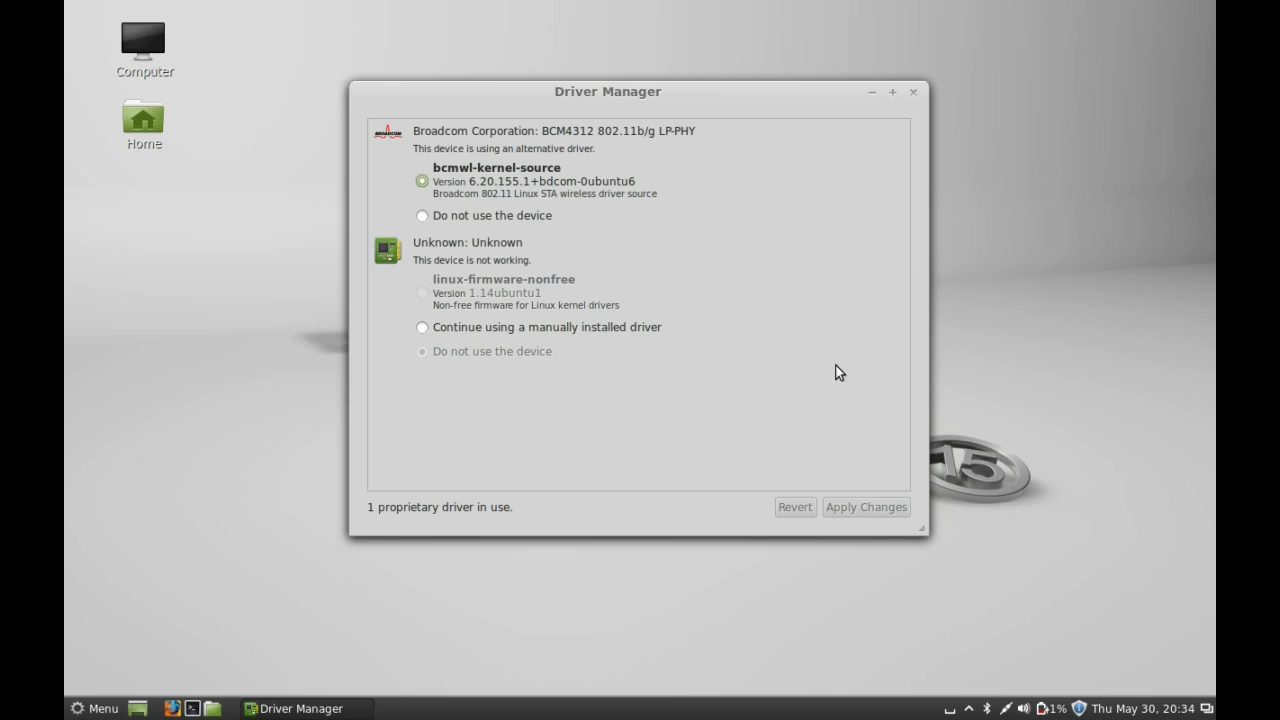 Computer
Home
Driver Manager
BROADCOM
Broadcom Corporation: BCM4312 802.11b/g LP-PHY
This device is using an alternative driver.
bcmwl-kernel-source
Version 6.20.155.1+bdcom-0ubuntu6
Broadcom 802.11 Linux STA wireless driver source
Do not use the device
Unknown: Unknown
This device is not working.
linux-firmware-nonfree
Version 1.14ubuntu1
Non-free firmware for Linux kernel drivers
Continue using a manually installed driver
Do not use the device
15
1 proprietary driver in use.
Revert
Apply Changes
Menu
Driver Manager
1%
Thu May 30, 20:34